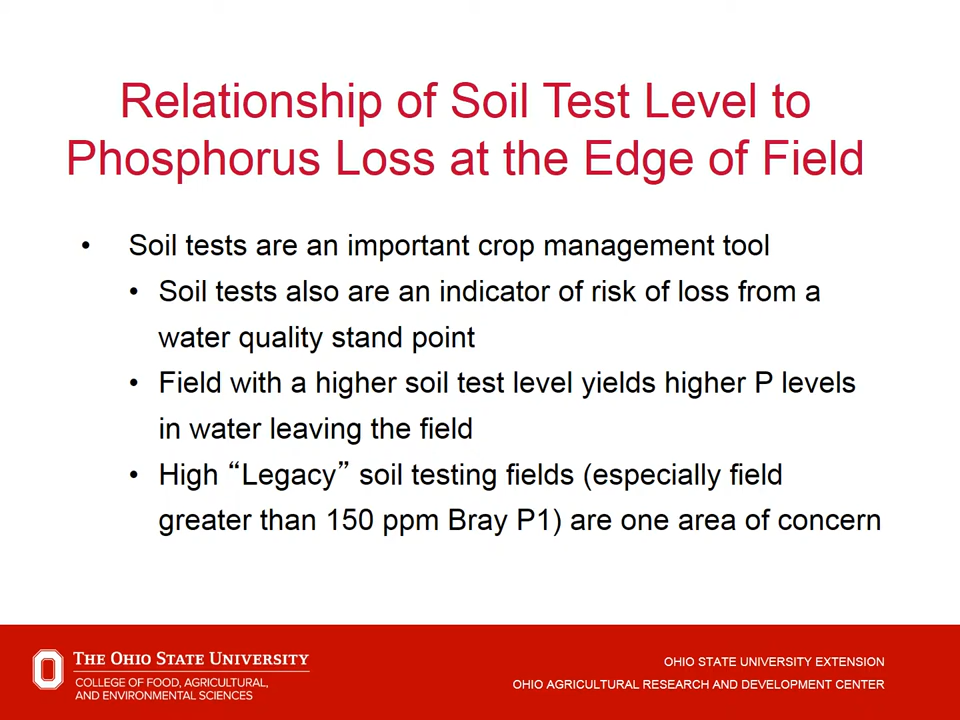 Relationship of Soil Test Level to
Phosphorus Loss at the Edge of Field
• Soil tests are an important crop management tool
• Soil tests also are an indicator of risk of loss from a
water quality stand point
• Field with a higher soil test level yields higher P levels
in water leaving the field
• High “Legacy” soil testing fields (especially field
greater than 150 ppm Bray P1) are one area of concern
THE OHIO STATE UNIVERSITY
COLLEGE OF FOOD, AGRICULTURAL,
AND ENVIRONMENTAL SCIENCES
OHIO STATE UNIVERSITY EXTENSION
OHIO AGRICULTURAL RESEARCH AND DEVELOPMENT CENTER